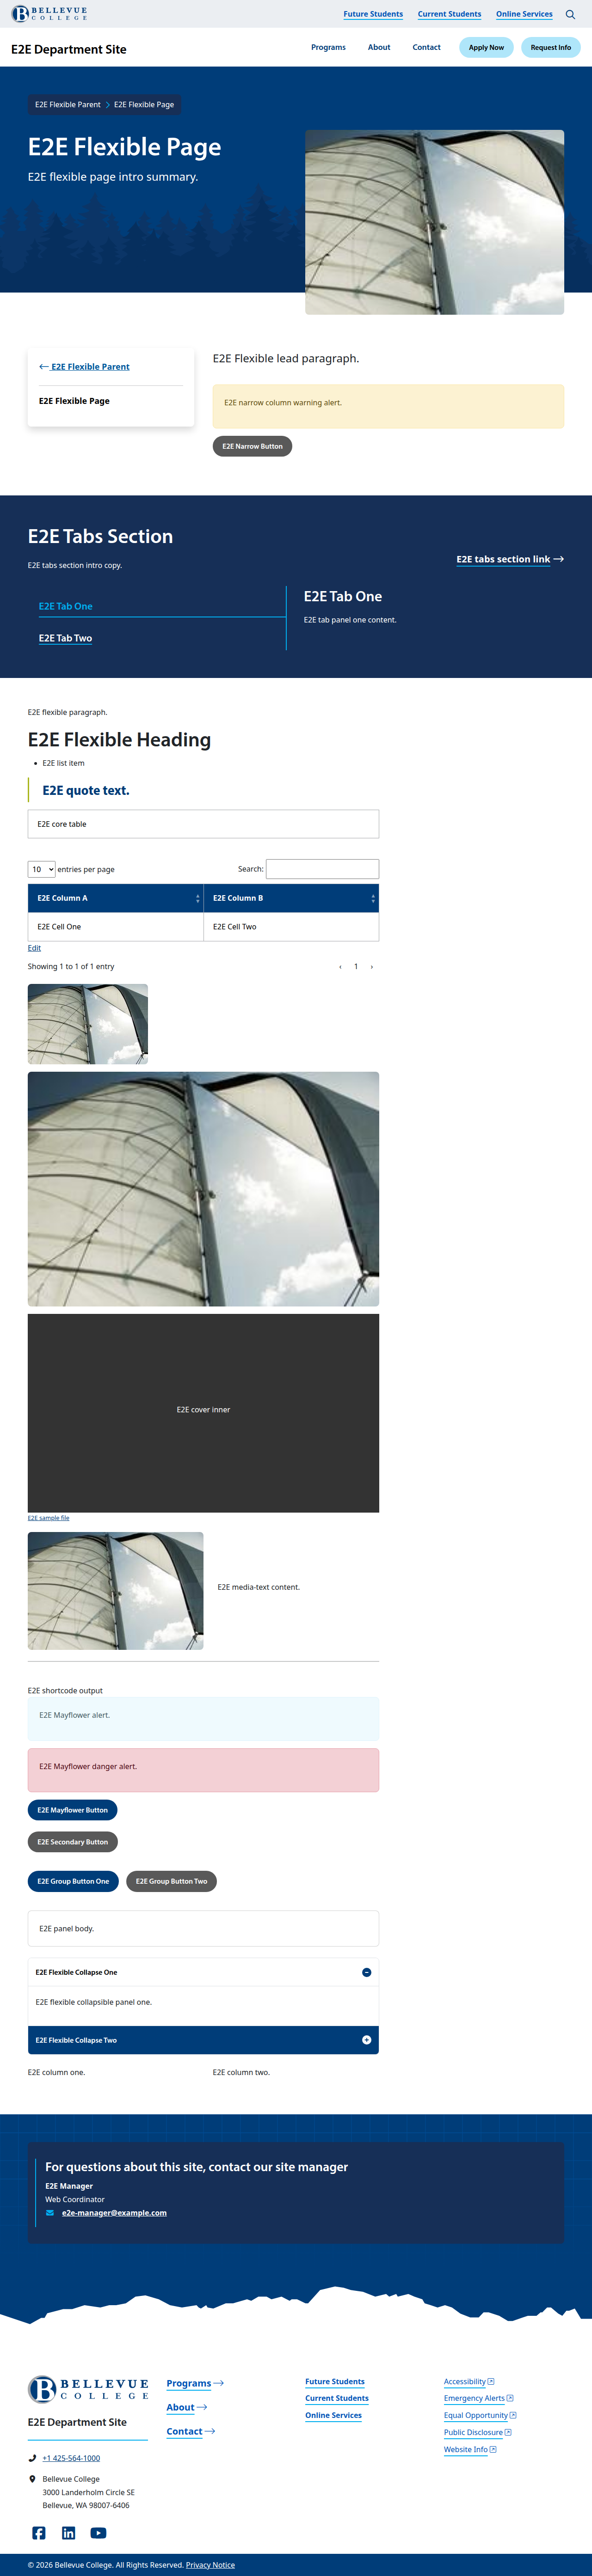 BELLEVUE
COLLEGE
Future Students
Current Students
Online Services
E2E Department Site
Programs
About
Contact
Apply Now
Request Info
E2E Flexible Parent
E2E Flexible Page
E2E Flexible Page
E2E flexible page intro summary.
E2E Flexible Parent
E2E Flexible Page
E2E Flexible lead paragraph.
E2E narrow column warning alert.
E2E Narrow Button
E2E Tabs Section
E2E tabs section intro copy.
E2E tabs section link
E2E Tab One
E2E Tab Two
E2E Tab One
E2E tab panel one content.
E2E flexible paragraph.
E2E Flexible Heading
E2E list item
E2E quote text.
E2E core table
10 entries per page
Search:
E2E Column A
E2E Column B
E2E Cell One
E2E Cell Two
Edit
Showing 1 to 1 of 1 entry
‹ 1 ›
E2E cover inner
E2E sample file
E2E media-text content.
E2E shortcode output
E2E Mayflower alert.
E2E Mayflower danger alert.
E2E Mayflower Button
E2E Secondary Button
E2E Group Button One
E2E Group Button Two
E2E panel body.
E2E Flexible Collapse One
E2E flexible collapsible panel one.
E2E Flexible Collapse Two
E2E column one.
E2E column two.
For questions about this site, contact our site manager
E2E Manager
Web Coordinator
e2e-manager@example.com
BELLEVUE
COLLEGE
E2E Department Site
+1 425-564-1000
Bellevue College
3000 Landerholm Circle SE
Bellevue, WA 98007-6406
Programs
About
Contact
Future Students
Current Students
Online Services
Accessibility
Emergency Alerts
Equal Opportunity
Public Disclosure
Website Info
© 2026 Bellevue College. All Rights Reserved. Privacy Notice